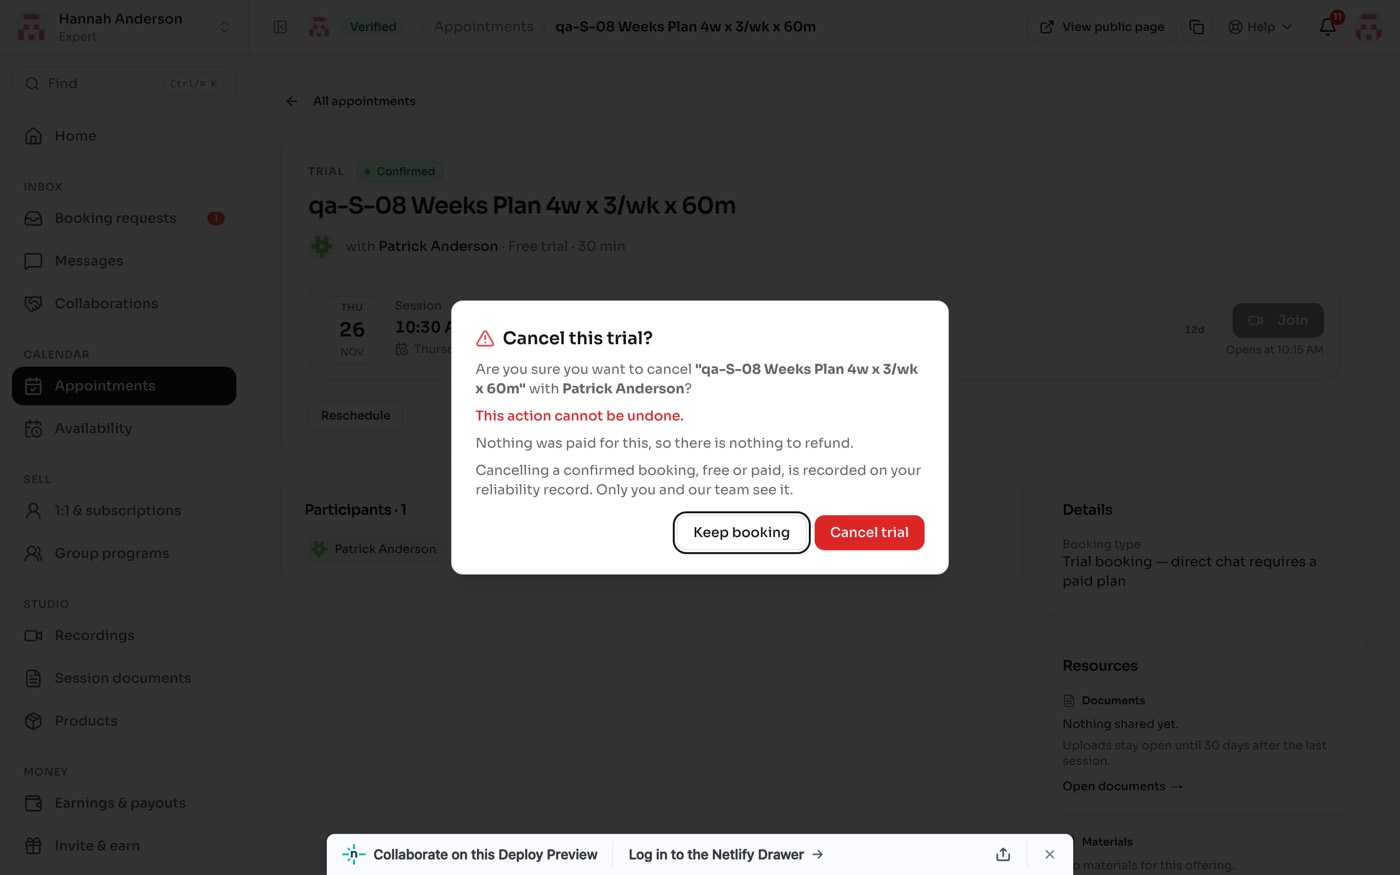 Hannah Anderson
Expert
Find
Ctrl/⌘ K
Home
INBOX
Booking requests
1
Messages
Collaborations
CALENDAR
Appointments
Availability
SELL
1:1 & subscriptions
Group programs
STUDIO
Recordings
Session documents
Products
MONEY
Earnings & payouts
Invite & earn
Verified
Appointments
qa-S-08 Weeks Plan 4w x 3/wk x 60m
View public page
Help
11
All appointments
TRIAL
Confirmed
qa-S-08 Weeks Plan 4w x 3/wk x 60m
with Patrick Anderson · Free trial · 30 min
THU
26
NOV
Session
10:30
12d
Join
Opens at 10:15 AM
Reschedule
Participants · 1
Patrick Anderson
Cancel this trial?
Are you sure you want to cancel "qa-S-08 Weeks Plan 4w x 3/wk
x 60m" with Patrick Anderson?
This action cannot be undone.
Nothing was paid for this, so there is nothing to refund.
Cancelling a confirmed booking, free or paid, is recorded on your
reliability record. Only you and our team see it.
Keep booking
Cancel trial
Details
Booking type
Trial booking — direct chat requires a
paid plan
Resources
Documents
Nothing shared yet.
Uploads stay open until 30 days after the last
session.
Open documents →
Materials
materials for this offering.
Collaborate on this Deploy Preview
Log in to the Netlify Drawer →